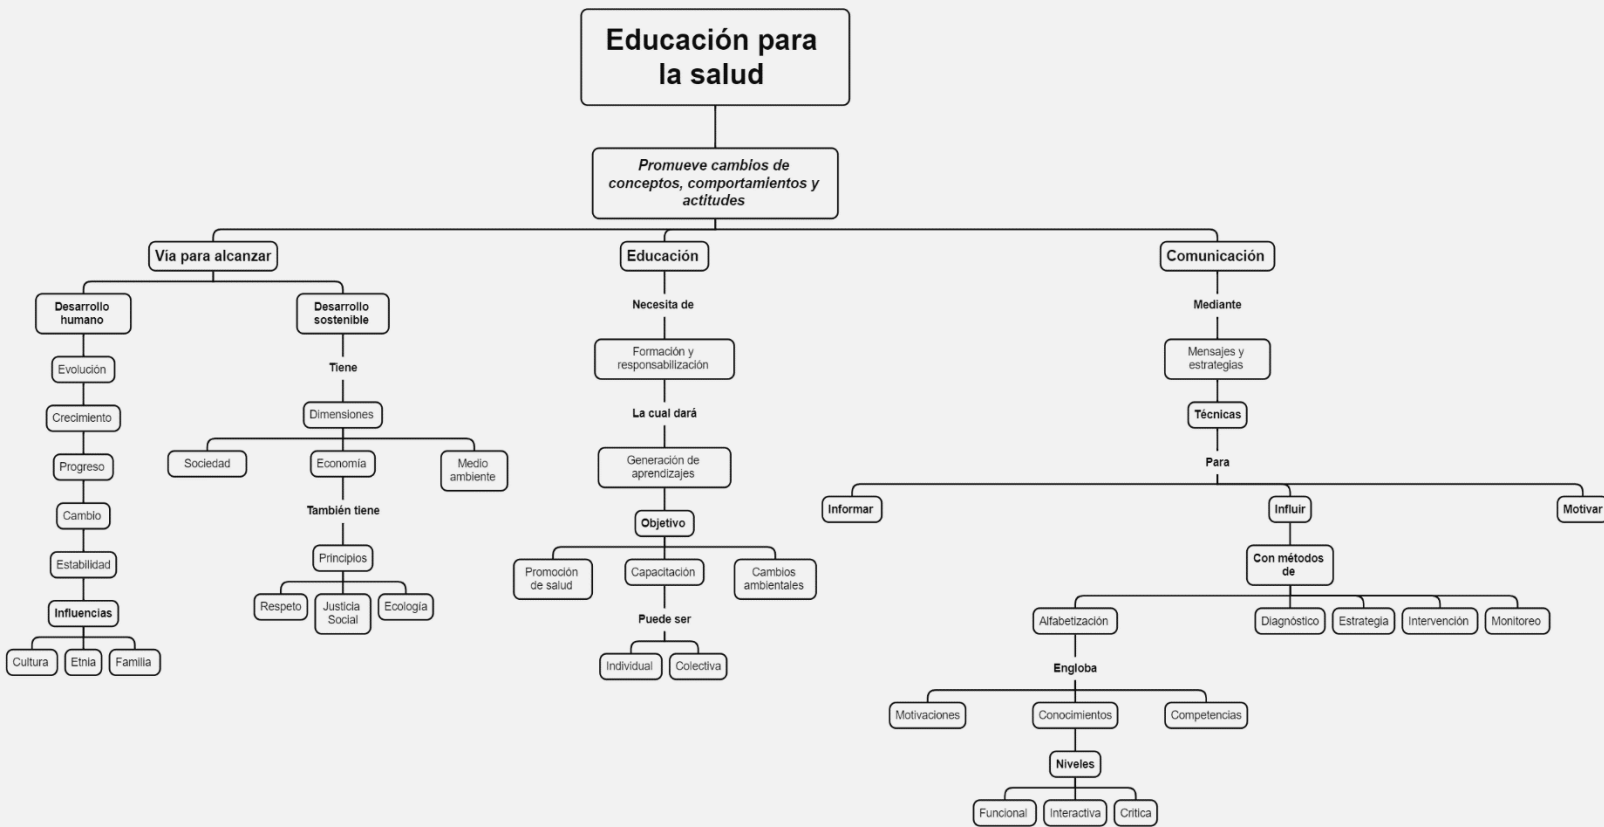 Educación para
la salud
Promueve cambios de
conceptos, comportamientos y
actitudes
Vía para alcanzar
Educación
Comunicación
Desarrollo
humano
Desarrollo
sostenible
Necesita de
Mediante
Formación y
responsabilización
Mensajes y
estrategias
Evolución
Tiene
Crecimiento
Dimensiones
La cual dará
Técnicas
Progreso
Sociedad
Economía
Medio
ambiente
Generación de
aprendizajes
Para
Cambio
También tiene
Objetivo
Informar
Influir
Motivar
Estabilidad
Principios
Promoción
de salud
Capacitación
Cambios
ambientales
Con métodos
de
Influencias
Respeto
Justicia
Social
Ecología
Puede ser
Alfabetización
Diagnóstico
Estrategia
Intervención
Monitoreo
Cultura
Etnia
Familia
Individual
Colectiva
Engloba
Motivaciones
Conocimientos
Competencias
Niveles
Funcional
Interactiva
Crítica